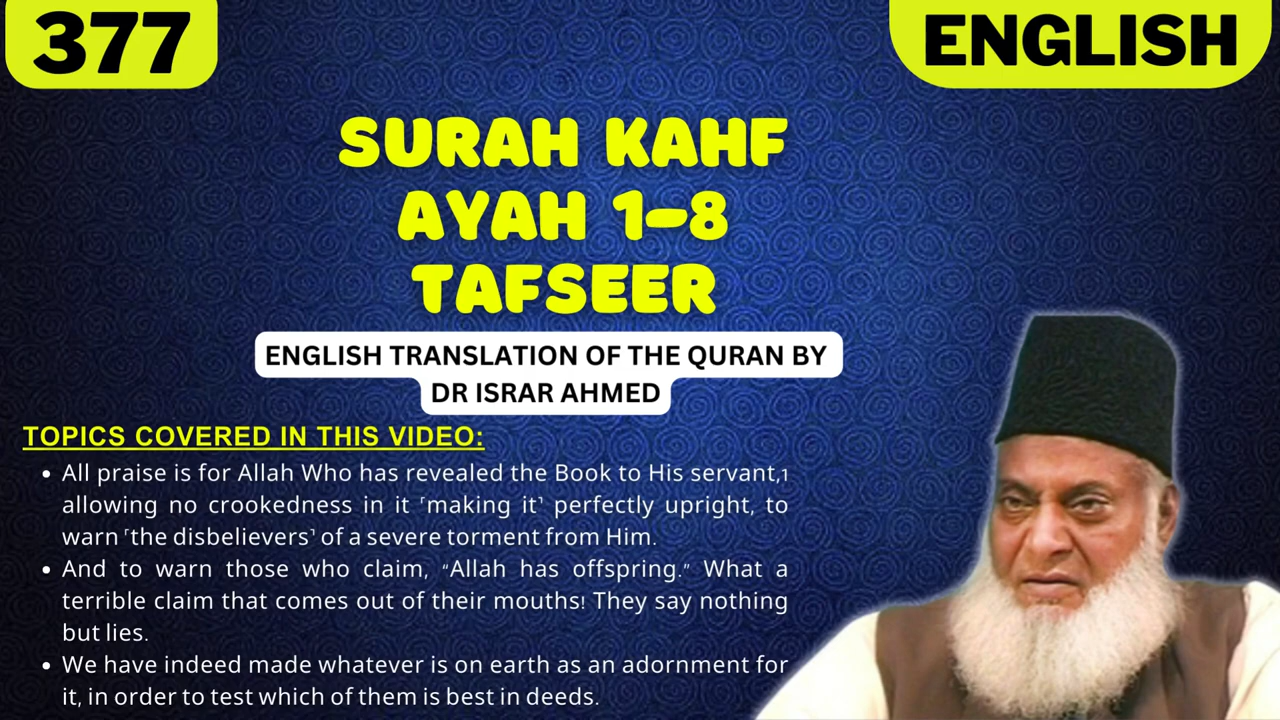 377
ENGLISH
SURAH KAHF
AYAH 1-8
TAFSEER
ENGLISH TRANSLATION OF THE QURAN BY
DR ISRAR AHMED
TOPICS COVERED IN THIS VIDEO:
• All praise is for Allah Who has revealed the Book to His servant,1
allowing no crookedness in it ˹making it˺ perfectly upright, to
warn ˹the disbelievers˺ of a severe torment from Him.
• And to warn those who claim, “Allah has offspring.” What a
terrible claim that comes out of their mouths! They say nothing
but lies.
• We have indeed made whatever is on earth as an adornment for
it, in order to test which of them is best in deeds.